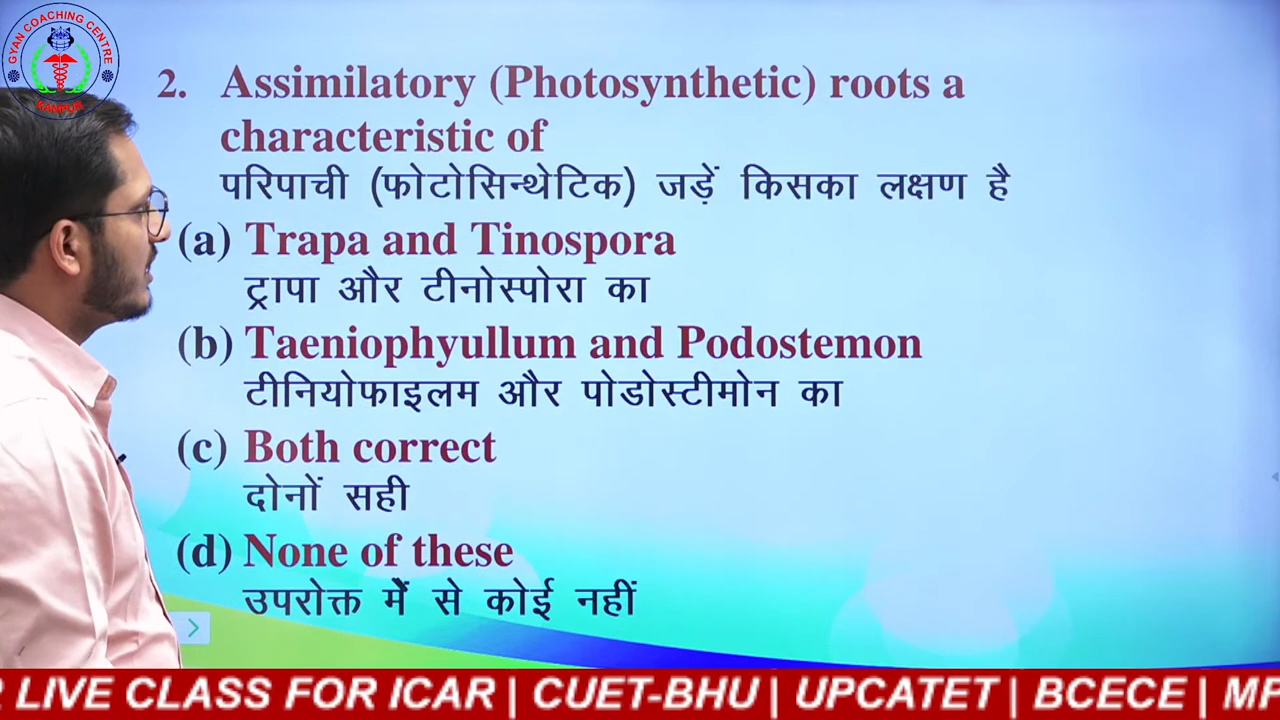 GYAN COACHING CENTRE
MANPUR
2. Assimilatory (Photosynthetic) roots a
characteristic of
परिपाची (फोटोसिन्थेटिक) जड़ें किसका लक्षण है
(a) Trapa and Tinospora
ट्रापा और टीनोस्पोरा का
(b) Taeniophyullum and Podostemon
टीनियोफाइलम और पोडोस्टीमोन का
(c) Both correct
दोनों सही
(d) None of these
उपरोक्त में से कोई नहीं
LIVE CLASS FOR ICAR | CUET-BHU | UPCATET | BCECE |